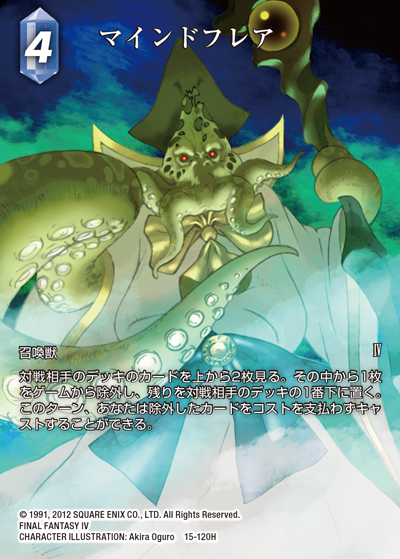 4
マインドフレア
召喚獣 Ⅳ
対戦相手のデッキのカードを上から2枚見る。その中から1枚
をゲームから除外し、残りを対戦相手のデッキの1番下に置く。
このターン、あなたは除外したカードをコストを支払わずキャ
ストすることができる。
© 1991, 2012 SQUARE ENIX CO., LTD. All Rights Reserved.
FINAL FANTASY IV
CHARACTER ILLUSTRATION: Akira Oguro 15-120H